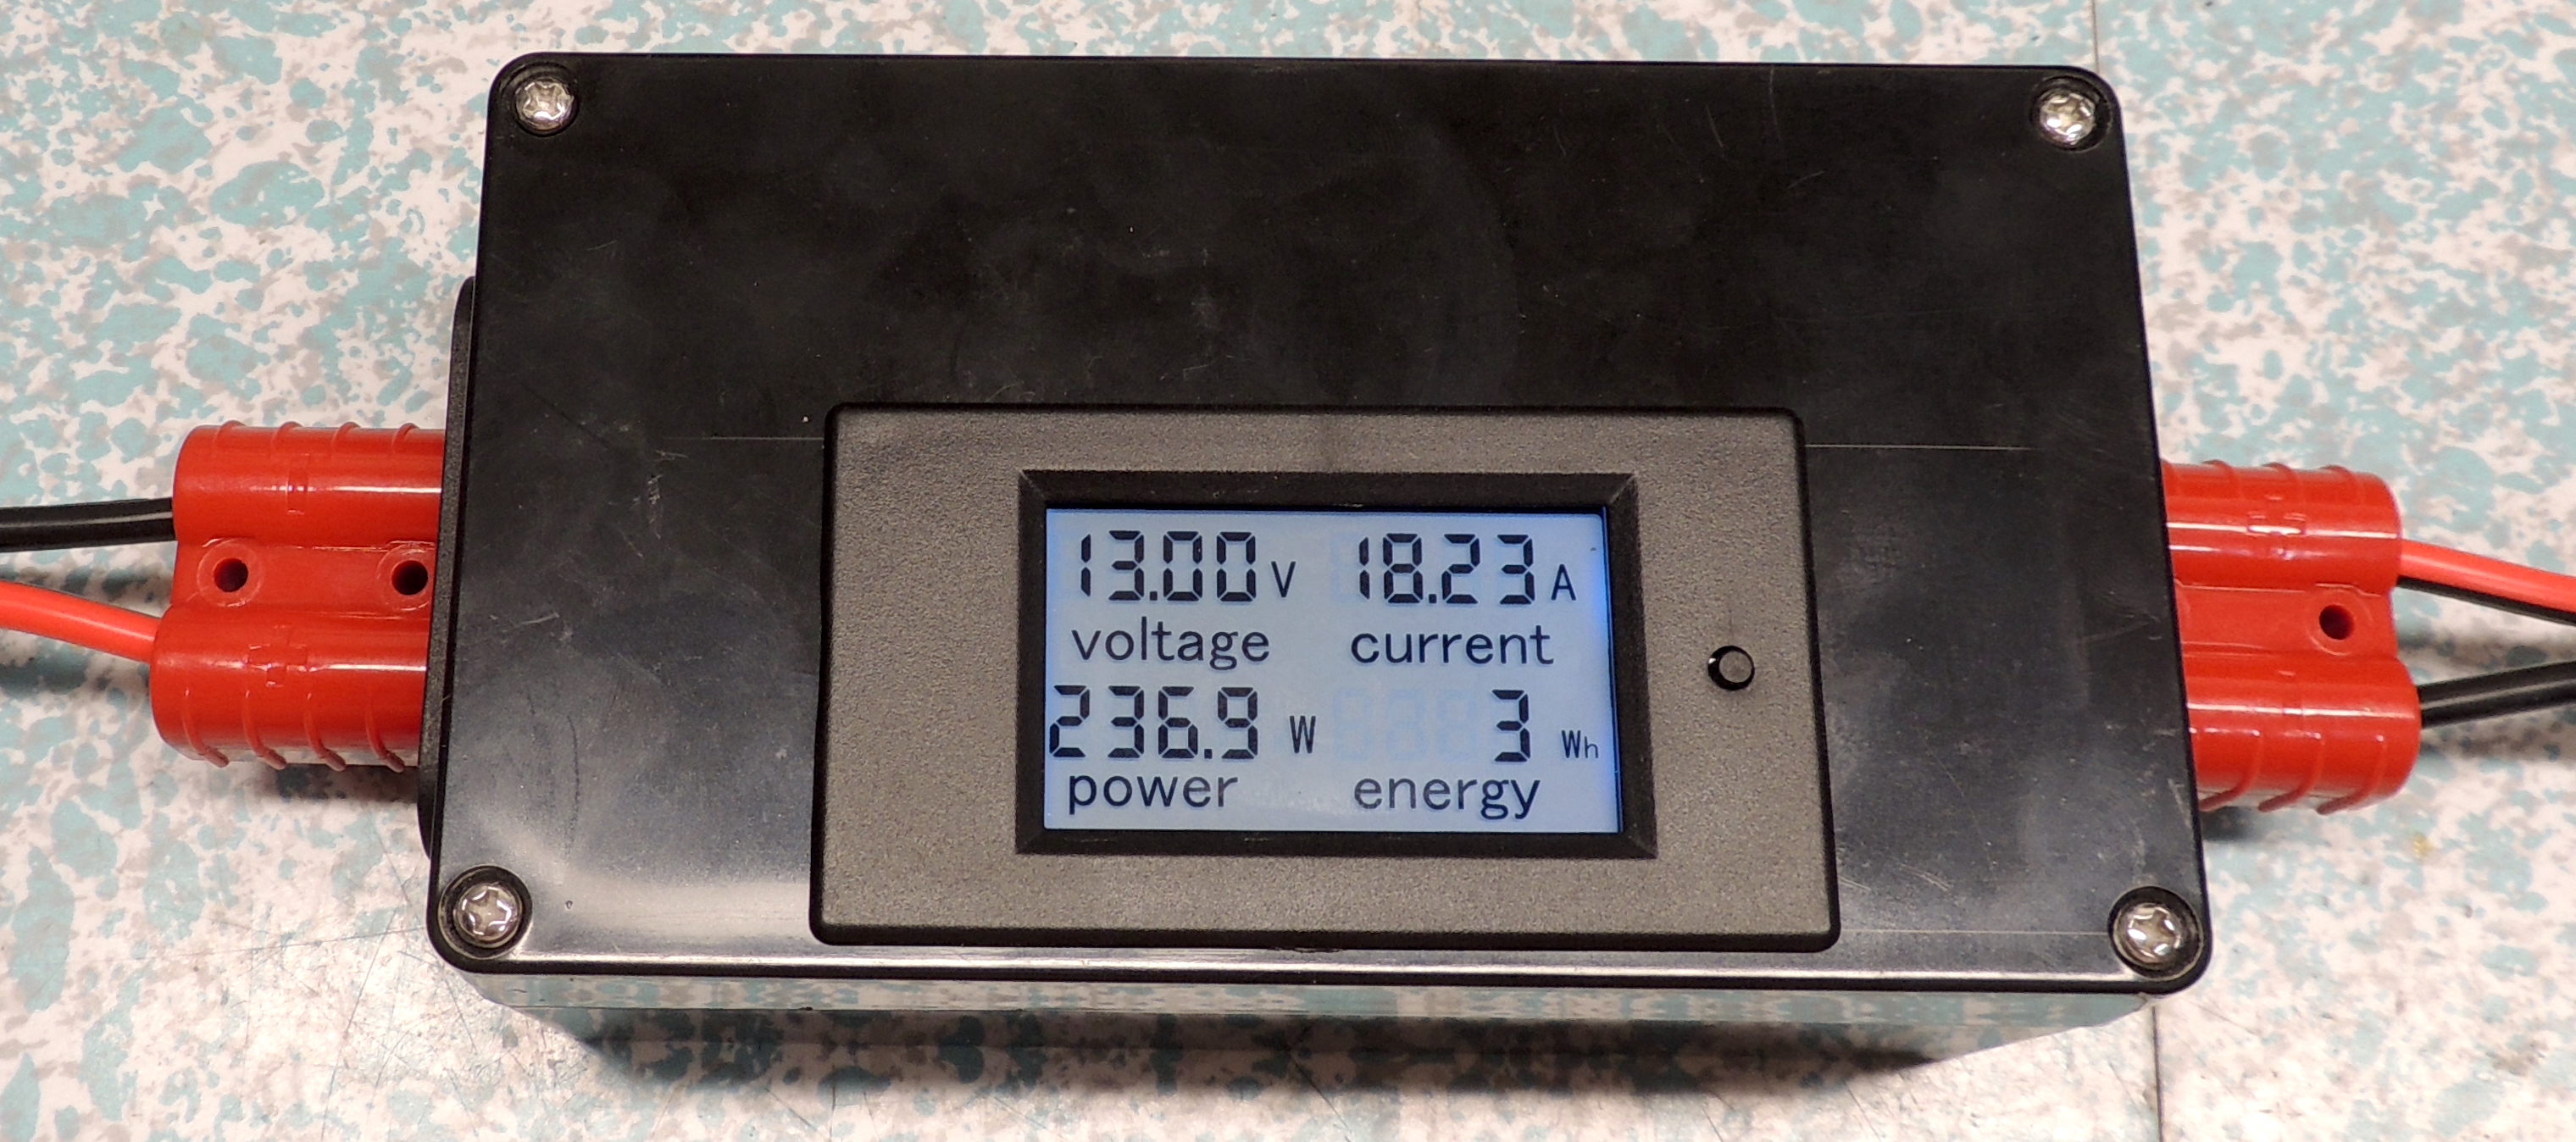 13.00 V 18.23 A
voltage current
236.9 W 3 Wh
power energy